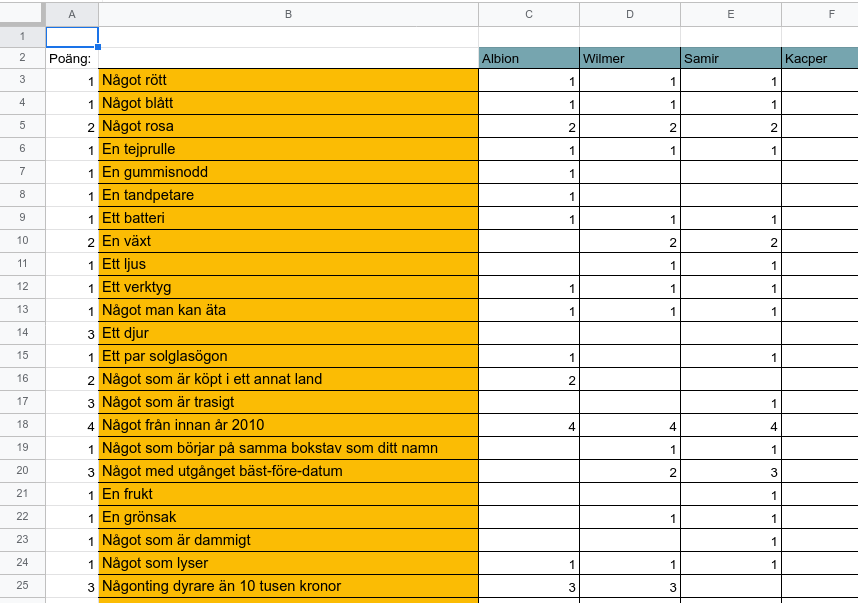 A B C D E F
1
2 Poäng: Albion Wilmer Samir Kacper
3 1 Något rött 1 1 1
4 1 Något blått 1 1 1
5 2 Något rosa 2 2 2
6 1 En tejprulle 1 1 1
7 1 En gummisnodd 1
8 1 En tandpetare 1
9 1 Ett batteri 1 1 1
10 2 En växt 2 2
11 1 Ett ljus 1 1
12 1 Ett verktyg 1 1 1
13 1 Något man kan äta 1 1 1
14 3 Ett djur
15 1 Ett par solglasögon 1 1
16 2 Något som är köpt i ett annat land 2
17 3 Något som är trasigt 1
18 4 Något från innan år 2010 4 4 4
19 1 Något som börjar på samma bokstav som ditt namn 1 1
20 3 Något med utgånget bäst-före-datum 2 3
21 1 En frukt 1
22 1 En grönsak 1 1
23 1 Något som är dammigt 1
24 1 Något som lyser 1 1 1
25 3 Någonting dyrare än 10 tusen kronor 3 3